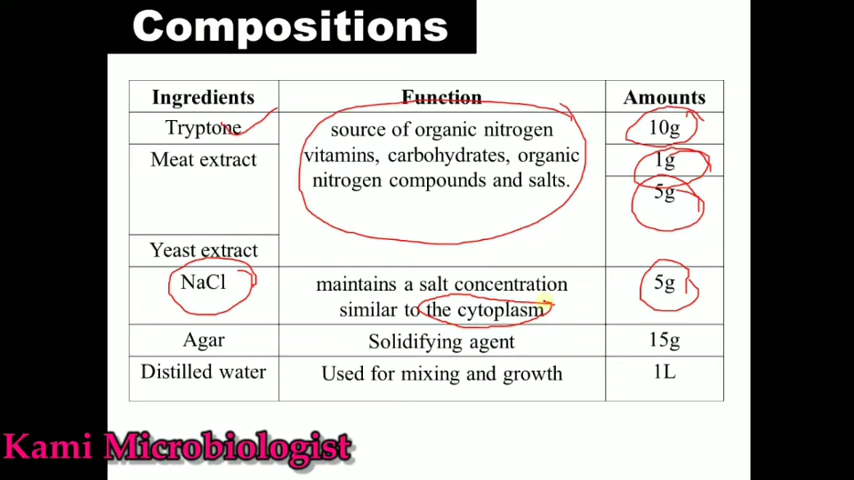 Compositions
Ingredients Function Amounts
Tryptone source of organic nitrogen 10g
Meat extract vitamins, carbohydrates, organic 1g
nitrogen compounds and salts. 5g
Yeast extract
NaCl maintains a salt concentration 5g
similar to the cytoplasm
Agar Solidifying agent 15g
Distilled water Used for mixing and growth 1L
Kami Microbiologist